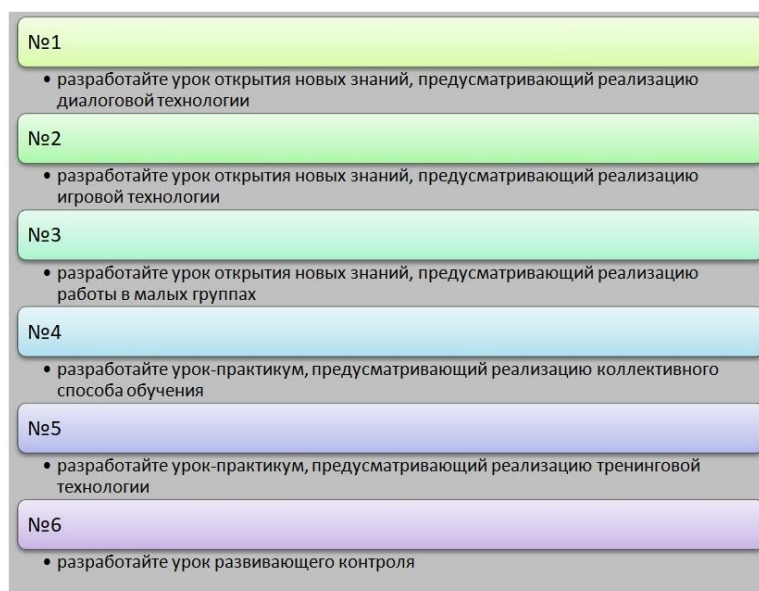 №1
• разработайте урок открытия новых знаний, предусматривающий реализацию
диалоговой технологии
№2
• разработайте урок открытия новых знаний, предусматривающий реализацию
игровой технологии
№3
• разработайте урок открытия новых знаний, предусматривающий реализацию
работы в малых группах
№4
• разработайте урок-практикум, предусматривающий реализацию коллективного
способа обучения
№5
• разработайте урок-практикум, предусматривающий реализацию тренинговой
технологии
№6
• разработайте урок развивающего контроля